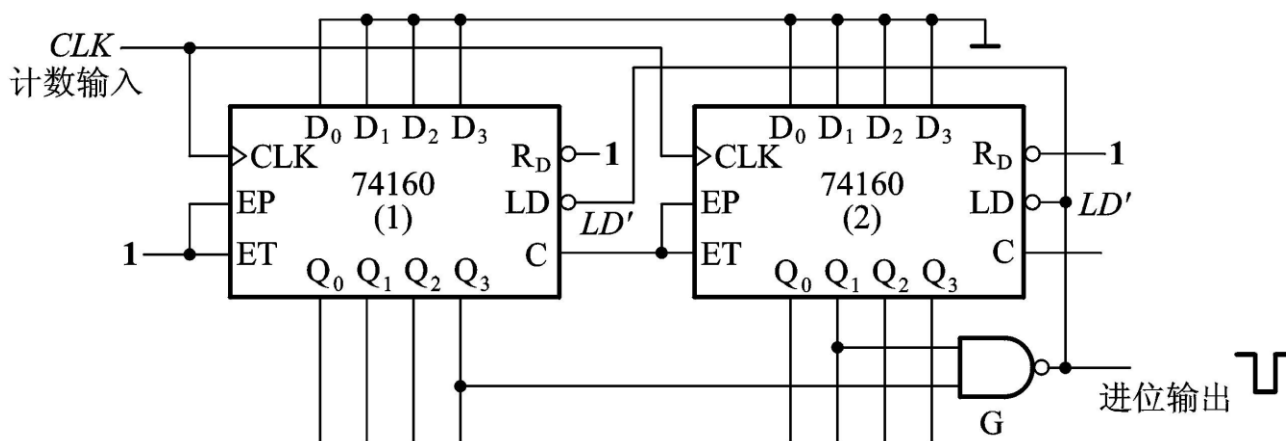 CLK
计数输入
D₀ D₁ D₂ D₃
CLK
R_D
1
74160
(1)
EP
LD
LD'
1
ET
C
Q₀ Q₁ Q₂ Q₃
D₀ D₁ D₂ D₃
CLK
R_D
1
74160
(2)
EP
LD
LD'
ET
C
Q₀ Q₁ Q₂ Q₃
G
进位输出